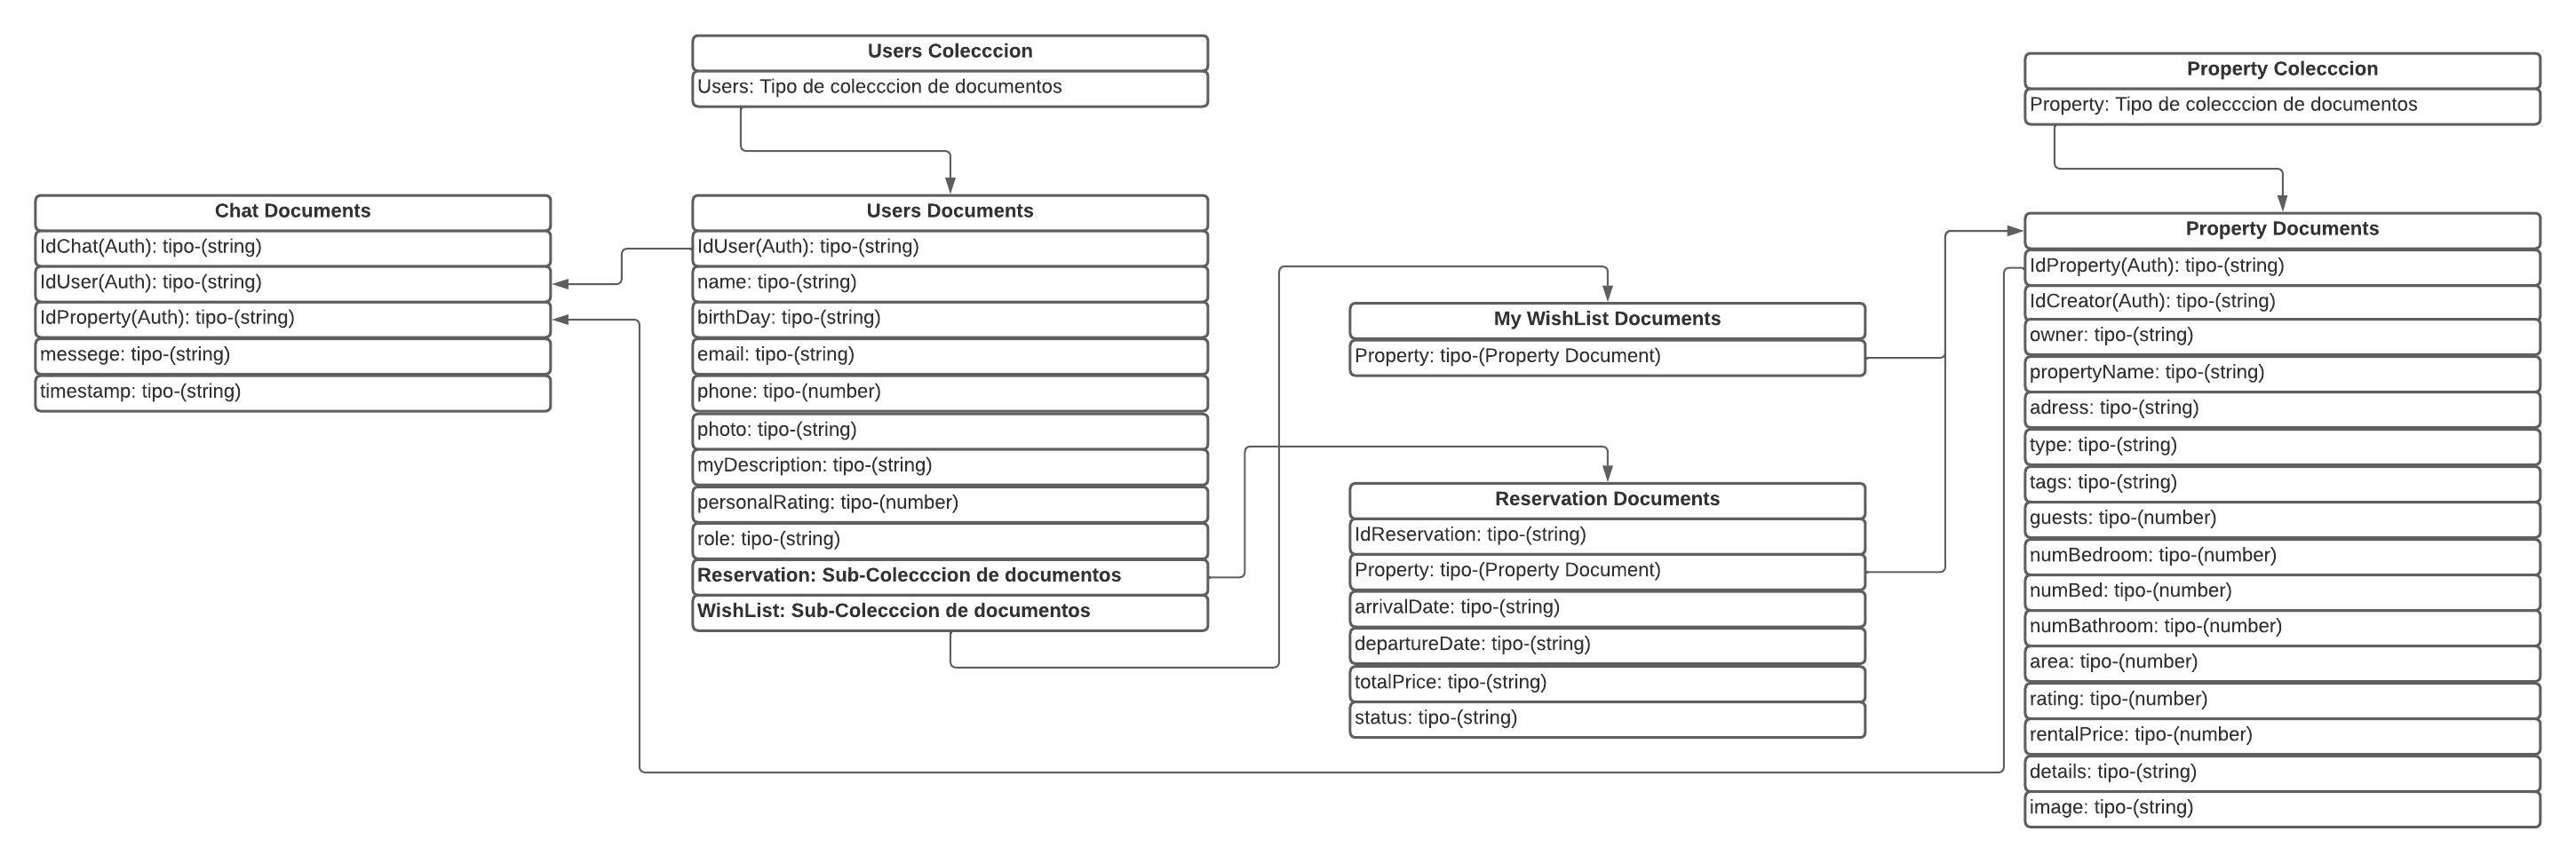 Users Colecccion
Users: Tipo de colecccion de documentos
Property Colecccion
Property: Tipo de colecccion de documentos
Chat Documents
IdChat(Auth): tipo-(string)
IdUser(Auth): tipo-(string)
IdProperty(Auth): tipo-(string)
messege: tipo-(string)
timestamp: tipo-(string)
Users Documents
IdUser(Auth): tipo-(string)
name: tipo-(string)
birthDay: tipo-(string)
email: tipo-(string)
phone: tipo-(number)
photo: tipo-(string)
myDescription: tipo-(string)
personalRating: tipo-(number)
role: tipo-(string)
Reservation: Sub-Colecccion de documentos
WishList: Sub-Colecccion de documentos
My WishList Documents
Property: tipo-(Property Document)
Reservation Documents
IdReservation: tipo-(string)
Property: tipo-(Property Document)
arrivalDate: tipo-(string)
departureDate: tipo-(string)
totalPrice: tipo-(string)
status: tipo-(string)
Property Documents
IdProperty(Auth): tipo-(string)
IdCreator(Auth): tipo-(string)
owner: tipo-(string)
propertyName: tipo-(string)
adress: tipo-(string)
type: tipo-(string)
tags: tipo-(string)
guests: tipo-(number)
numBedroom: tipo-(number)
numBed: tipo-(number)
numBathroom: tipo-(number)
area: tipo-(number)
rating: tipo-(number)
rentalPrice: tipo-(number)
details: tipo-(string)
image: tipo-(string)